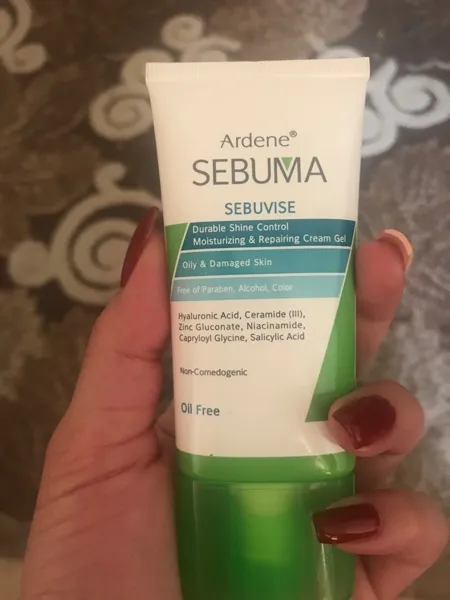 Ardene®
SEBUMA
SEBUVISE
Durable Shine Control
Moisturizing & Repairing Cream Gel
Oily & Damaged Skin
Free of Paraben, Alcohol, Color
Hyaluronic Acid, Ceramide (III),
Zinc Gluconate, Niacinamide,
Capryloyl Glycine, Salicylic Acid
Non-Comedogenic
Oil Free